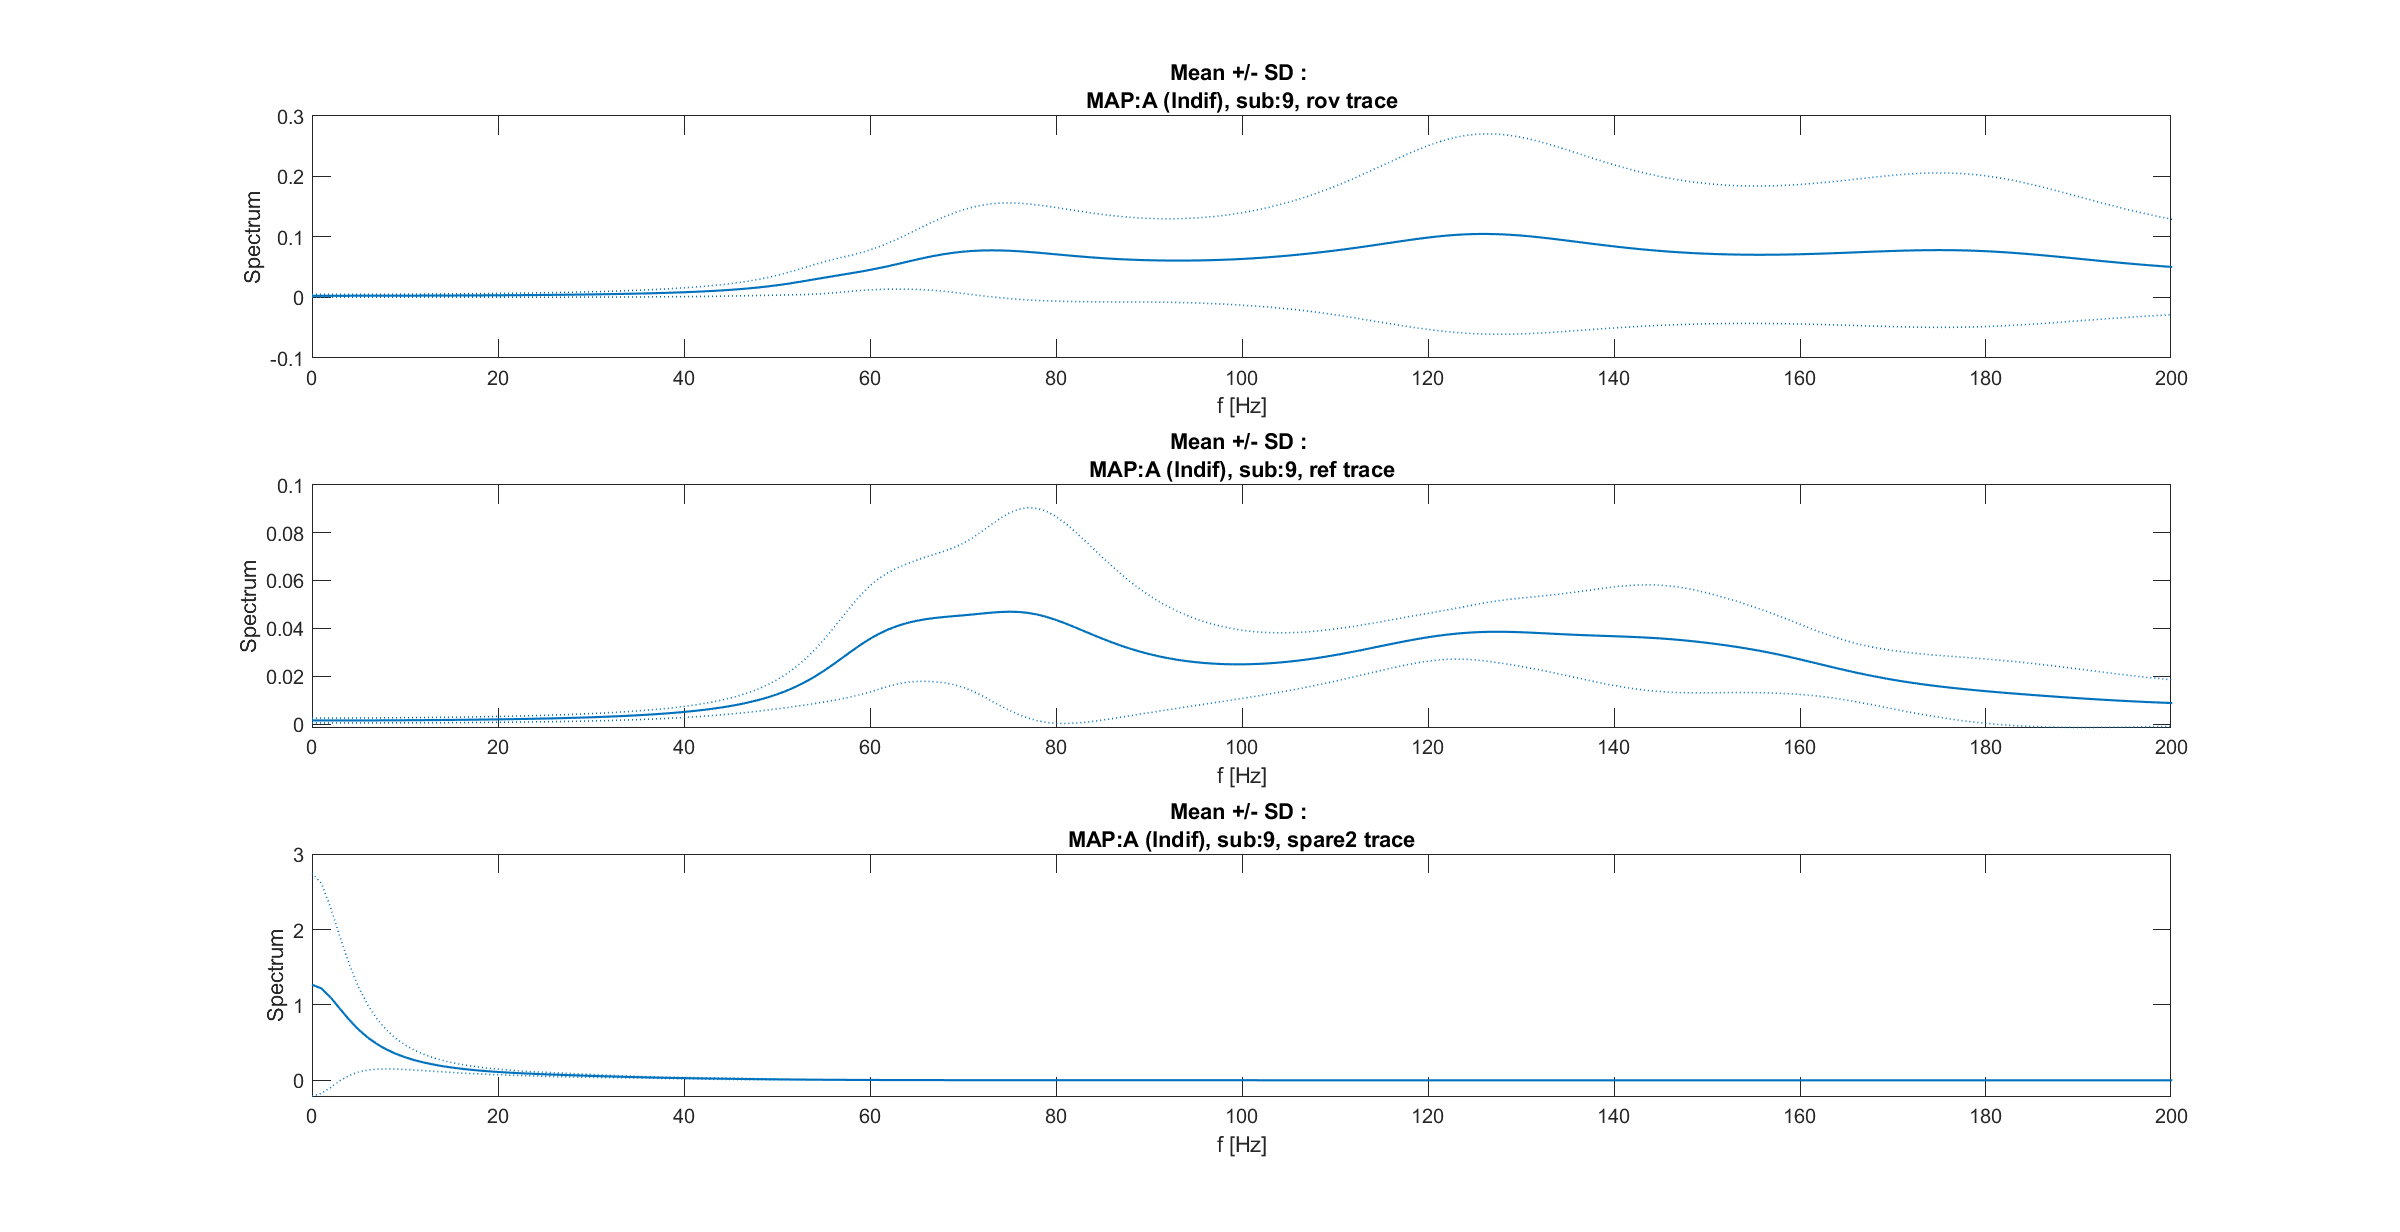 Mean +/- SD :
MAP:A (Indif), sub:9, rov trace
0.3
0.2
0.1
0
-0.1
Spectrum
0 20 40 60 80 100 120 140 160 180 200
f [Hz]
Mean +/- SD :
MAP:A (Indif), sub:9, ref trace
0.1
0.08
0.06
0.04
0.02
0
Spectrum
0 20 40 60 80 100 120 140 160 180 200
f [Hz]
Mean +/- SD :
MAP:A (Indif), sub:9, spare2 trace
3
2
1
0
Spectrum
0 20 40 60 80 100 120 140 160 180 200
f [Hz]